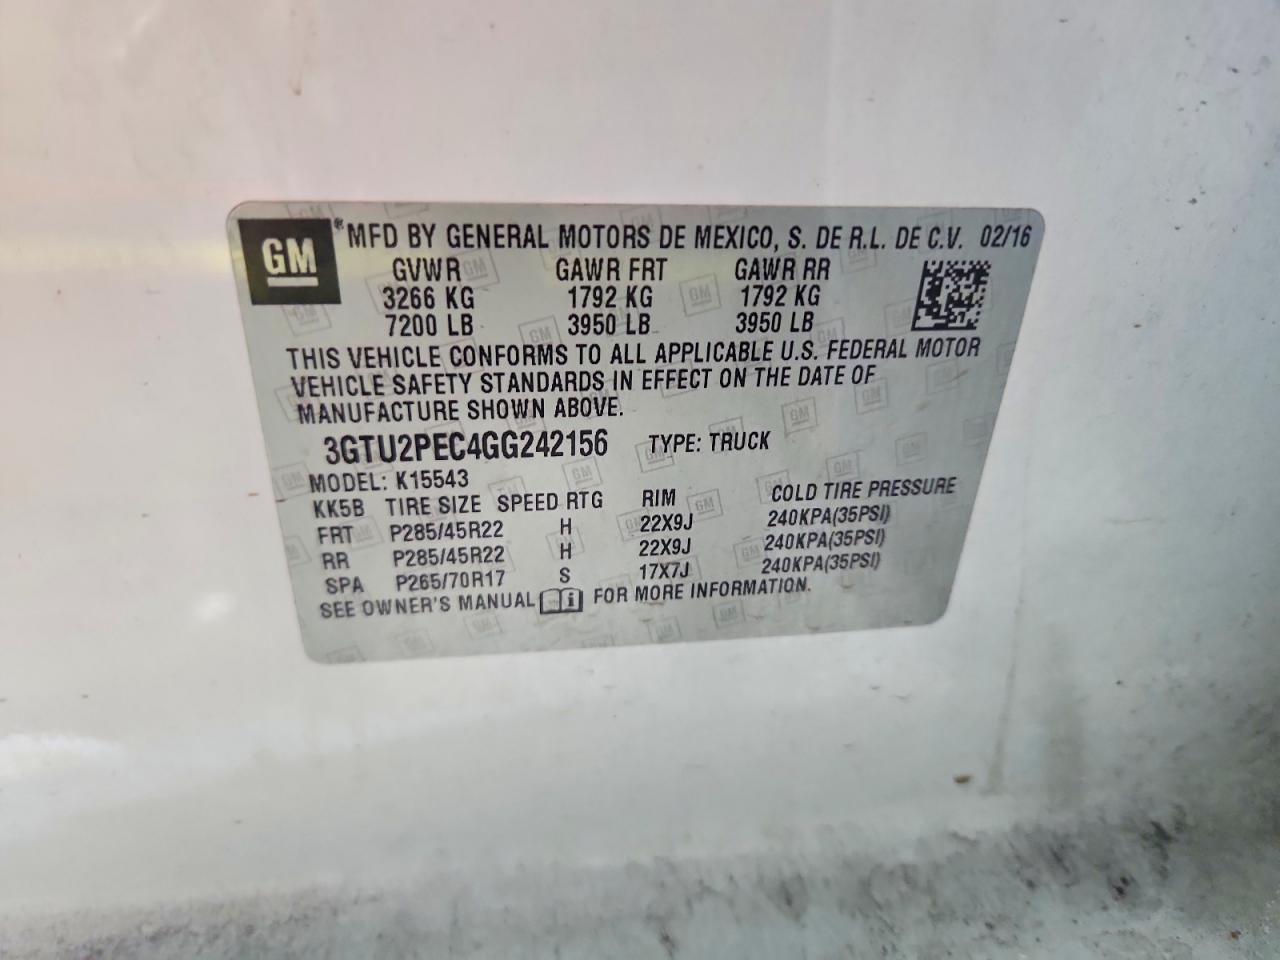 GM ®MFD BY GENERAL MOTORS DE MEXICO, S. DE R.L. DE C.V. 02/16
GVWR GAWR FRT GAWR RR
3266 KG 1792 KG 1792 KG
7200 LB 3950 LB 3950 LB
THIS VEHICLE CONFORMS TO ALL APPLICABLE U.S. FEDERAL MOTOR
VEHICLE SAFETY STANDARDS IN EFFECT ON THE DATE OF
MANUFACTURE SHOWN ABOVE.
3GTU2PEC4GG242156 TYPE: TRUCK
MODEL: K15543
KK5B TIRE SIZE SPEED RTG RIM COLD TIRE PRESSURE
FRT P285/45R22 H 22X9J 240KPA(35PSI)
RR P285/45R22 H 22X9J 240KPA(35PSI)
SPA P265/70R17 S 17X7J 240KPA(35PSI)
SEE OWNER'S MANUAL i FOR MORE INFORMATION.